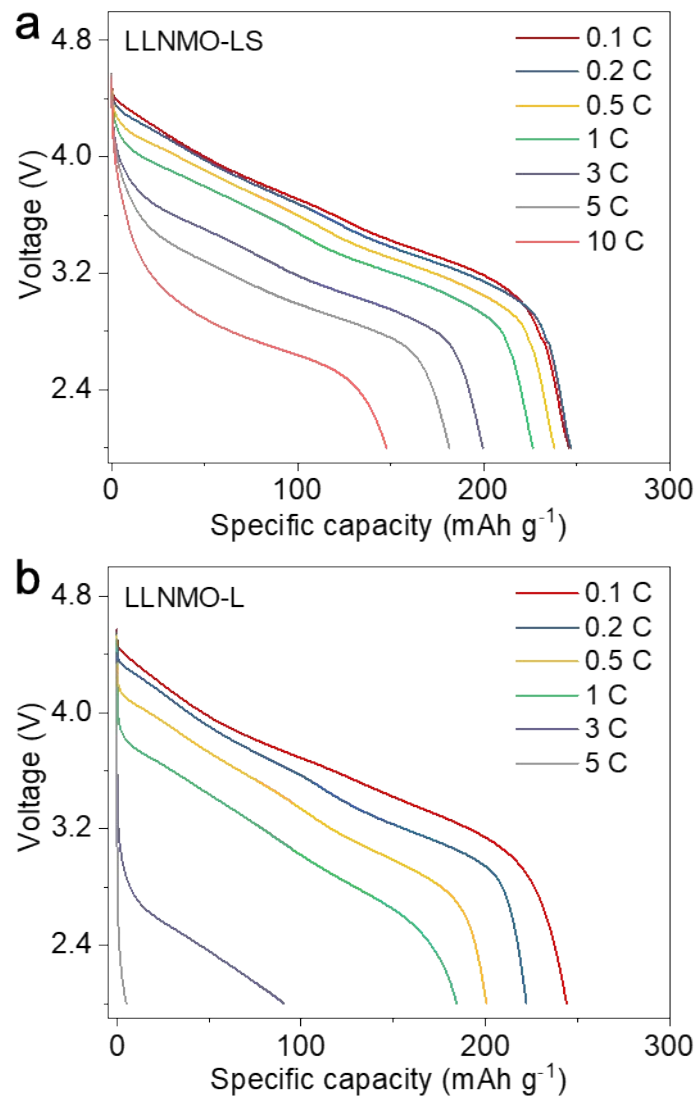 a
LLNMO-LS
4.8
4.0
3.2
2.4
Voltage (V)
0.1 C
0.2 C
0.5 C
1 C
3 C
5 C
10 C
0 100 200 300
Specific capacity (mAh g⁻¹)
b
LLNMO-L
4.8
4.0
3.2
2.4
Voltage (V)
0.1 C
0.2 C
0.5 C
1 C
3 C
5 C
0 100 200 300
Specific capacity (mAh g⁻¹)